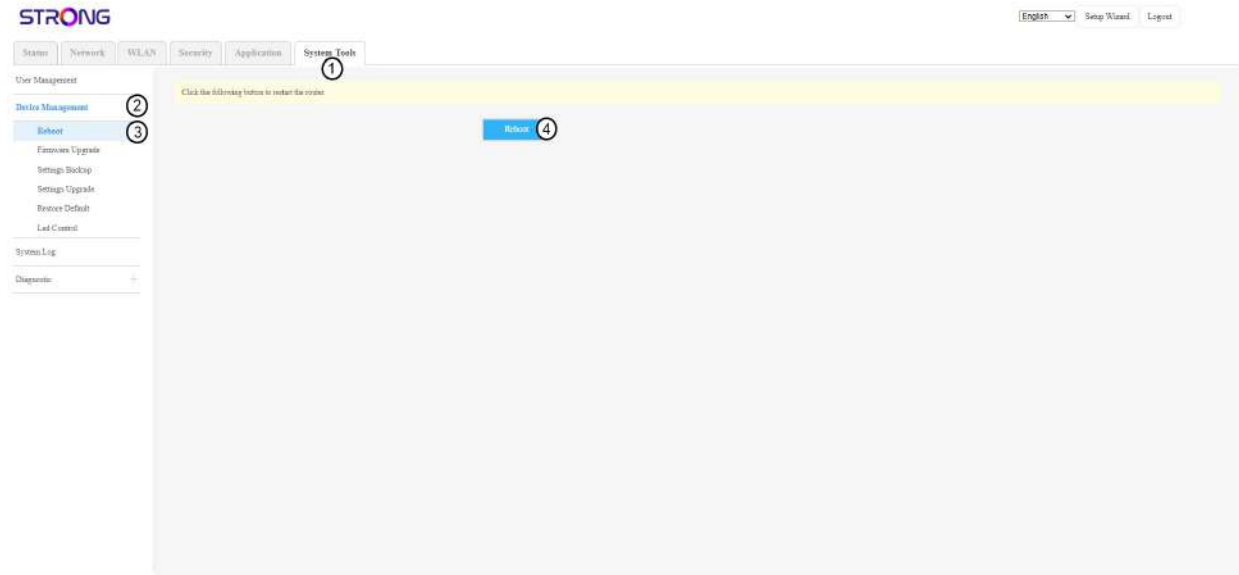 STRONG
English Setup Wizard Logout
Status Network WLAN Security Application System Tools
1
User Management
Click the following button to restart the router
Device Management 2
Reboot 3
Reboot 4
Firmware Upgrade
Settings Backup
Settings Upgrade
Restore Default
Led Control
System Log
Diagnostic +